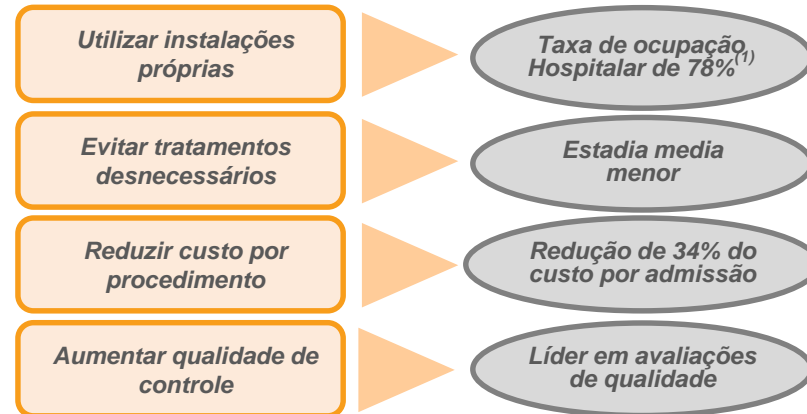 Utilizar instalações
próprias
Taxa de ocupação
Hospitalar de 78%(1)
Evitar tratamentos
desnecessários
Estadia media
menor
Reduzir custo por
procedimento
Redução de 34% do
custo por admissão
Aumentar qualidade de
controle
Líder em avaliações
de qualidade